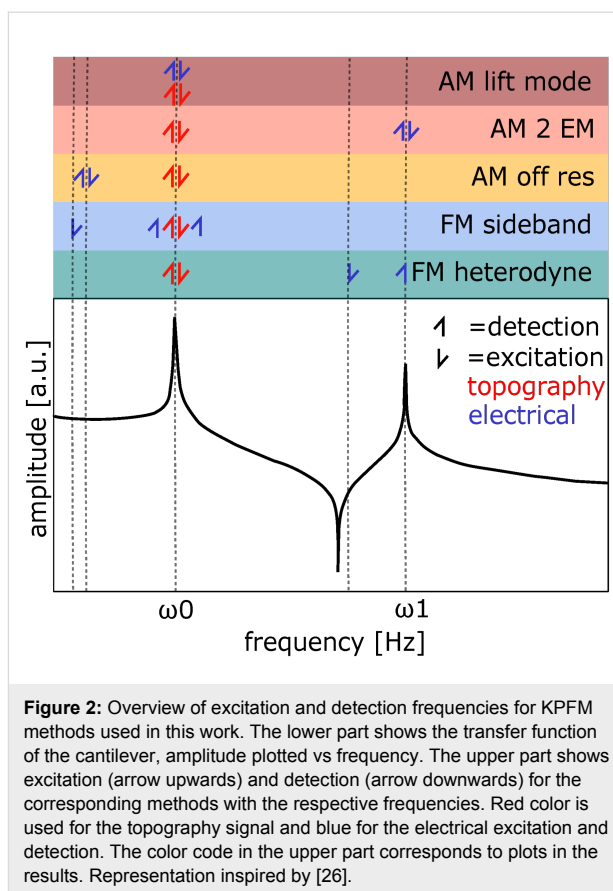 AM lift mode
AM 2 EM
AM off res
FM sideband
FM heterodyne
↿ =detection
⇂ =excitation
topography
electrical
amplitude [a.u.]
ω0
ω1
frequency [Hz]
Figure 2: Overview of excitation and detection frequencies for KPFM
methods used in this work. The lower part shows the transfer function
of the cantilever, amplitude plotted vs frequency. The upper part shows
excitation (arrow upwards) and detection (arrow downwards) for the
corresponding methods with the respective frequencies. Red color is
used for the topography signal and blue for the electrical excitation and
detection. The color code in the upper part corresponds to plots in the
results. Representation inspired by [26].